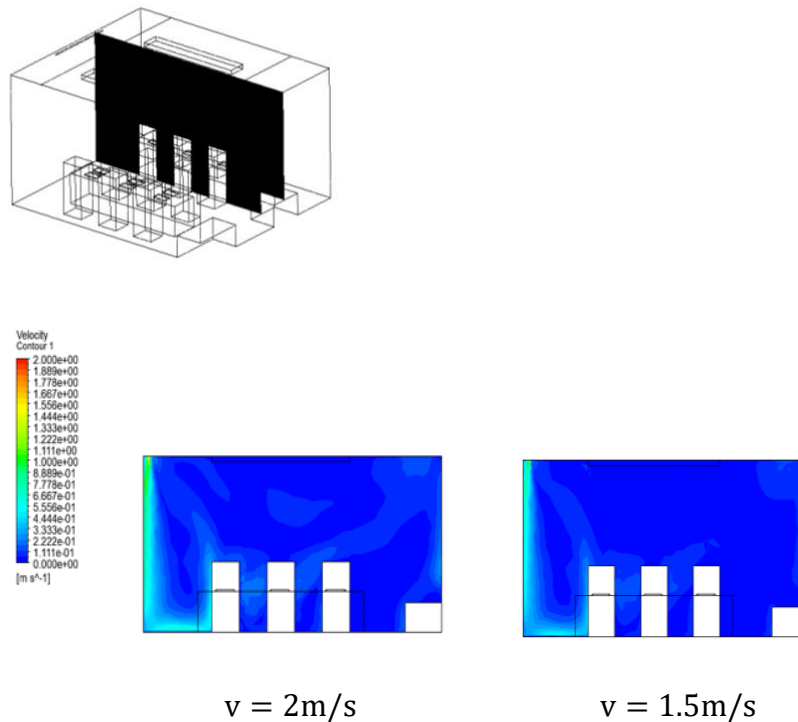 Velocity
Contour 1
2.000e+00
1.889e+00
1.778e+00
1.667e+00
1.556e+00
1.444e+00
1.333e+00
1.222e+00
1.111e+00
1.000e+00
8.889e-01
7.778e-01
6.667e-01
5.556e-01
4.444e-01
3.333e-01
2.222e-01
1.111e-01
0.000e+00
[m s^-1]
v = 2m/s
v = 1.5m/s